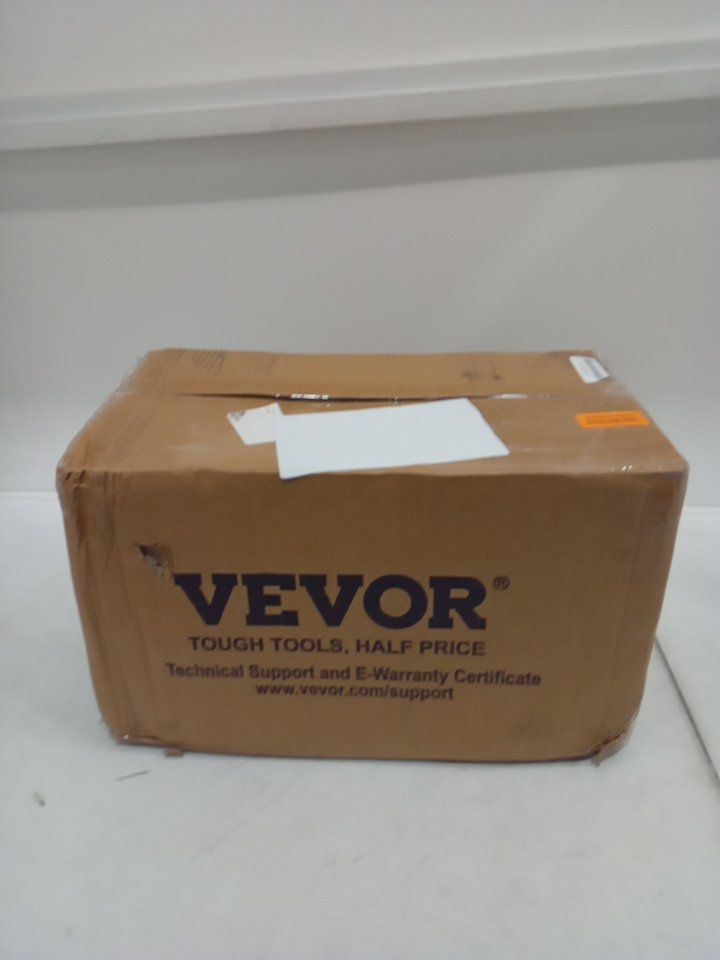 VEVOR®
TOUGH TOOLS, HALF PRICE
Technical Support and E-Warranty Certificate
www.vevor.com/support